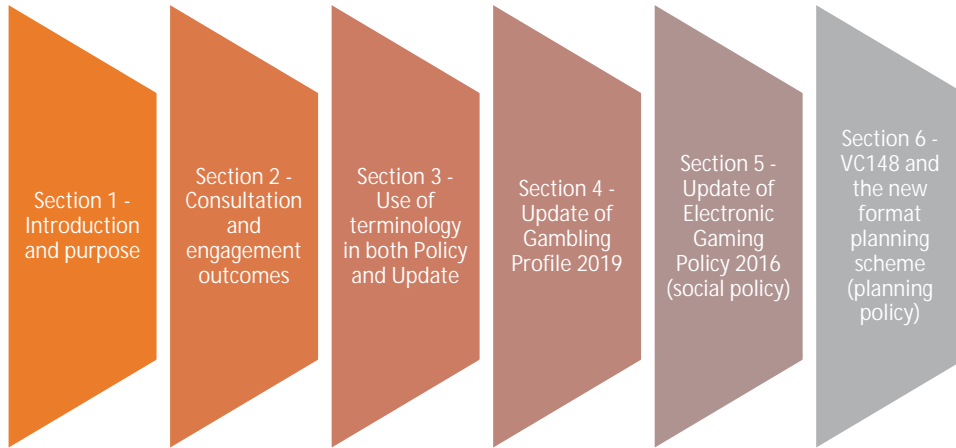 Section 1 -
Introduction
and purpose
Section 2 -
Consultation
and
engagement
outcomes
Section 3 -
Use of
terminology
in both Policy
and Update
Section 4 -
Update of
Gambling
Profile 2019
Section 5 -
Update of
Electronic
Gaming
Policy 2016
(social policy)
Section 6 -
VC148 and
the new
format
planning
scheme
(planning
policy)